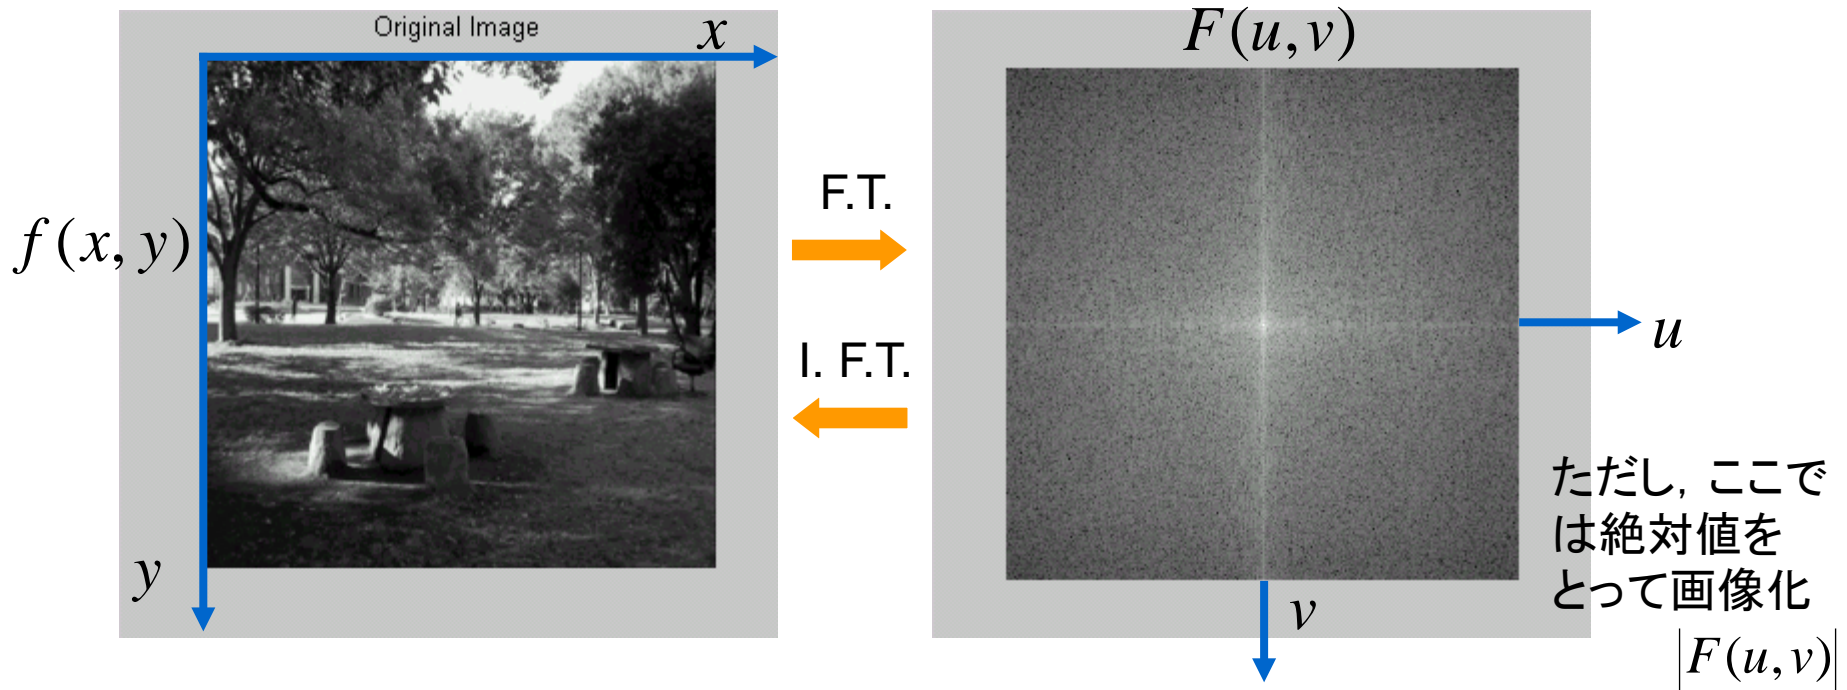 Original Image
x
f(x, y)
y
F.T.
I. F.T.
F(u,v)
u
v
ただし, ここで
は絶対値を
とって画像化
|F(u,v)|